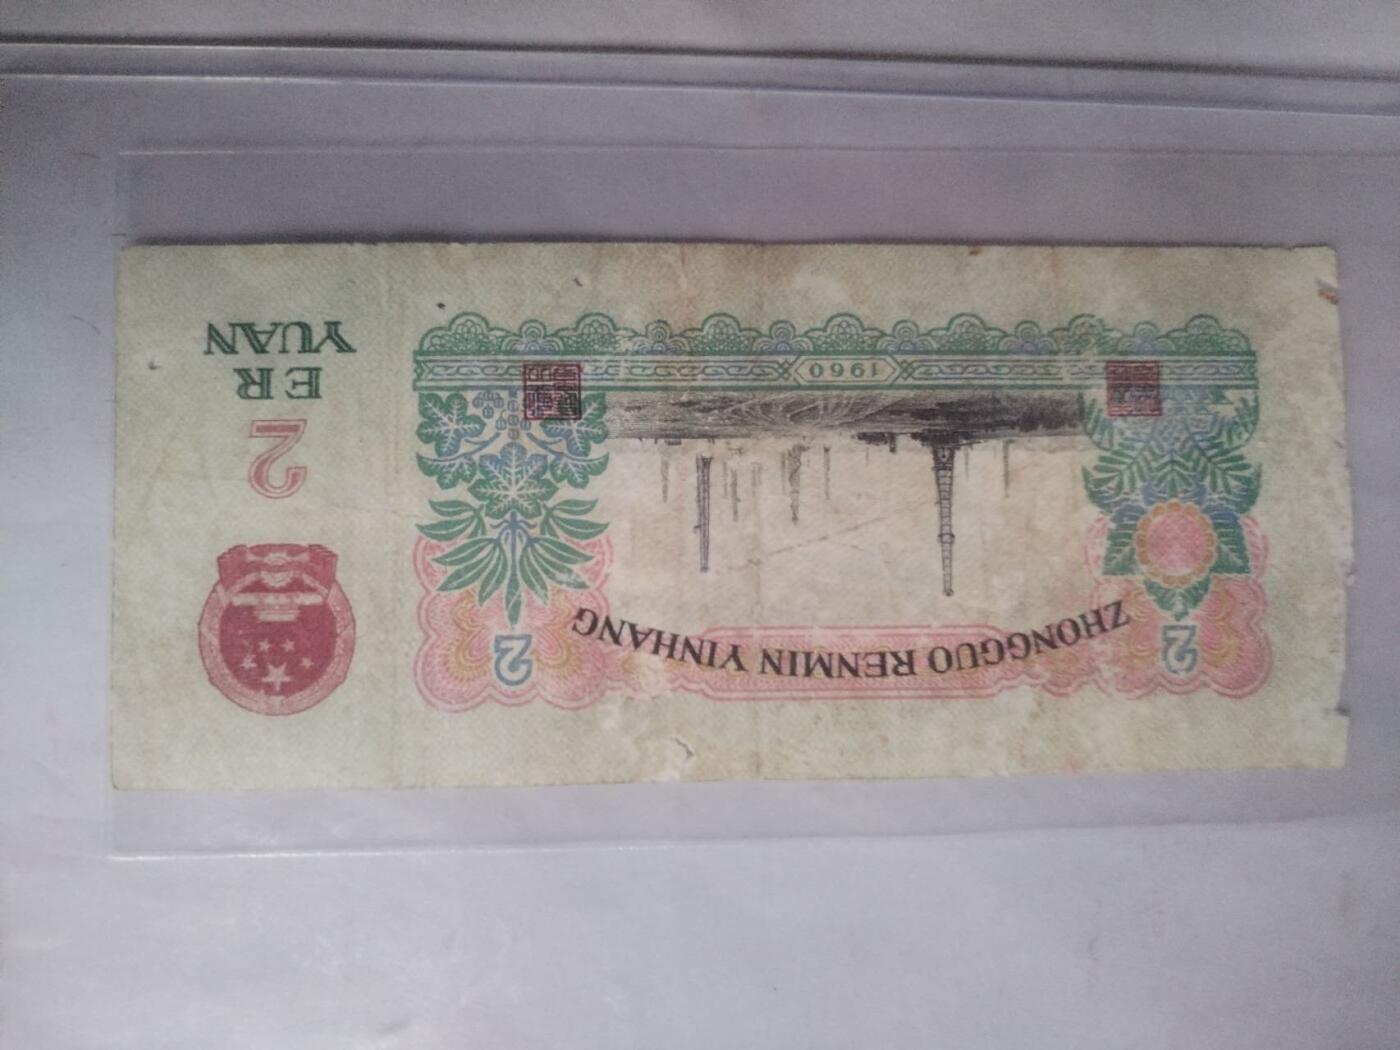 ZHONGGUO RENMIN YINHANG
2
2
2
ER
YUAN
1960